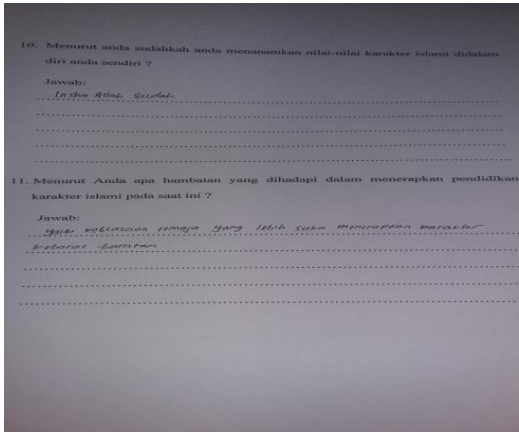 10. Menurut anda sudahkah anda menanamkan nilai-nilai karakter islami didalam
diri anda sendiri ?
Jawab:
Insha Allah Sudah
11. Menurut Anda apa hambatan yang dihadapi dalam menerapkan pendidikan
karakter islami pada saat ini ?
Jawab:
yaitu kebiasaan remaja yang lebih suka menerapkan karakter
kebarat baratan